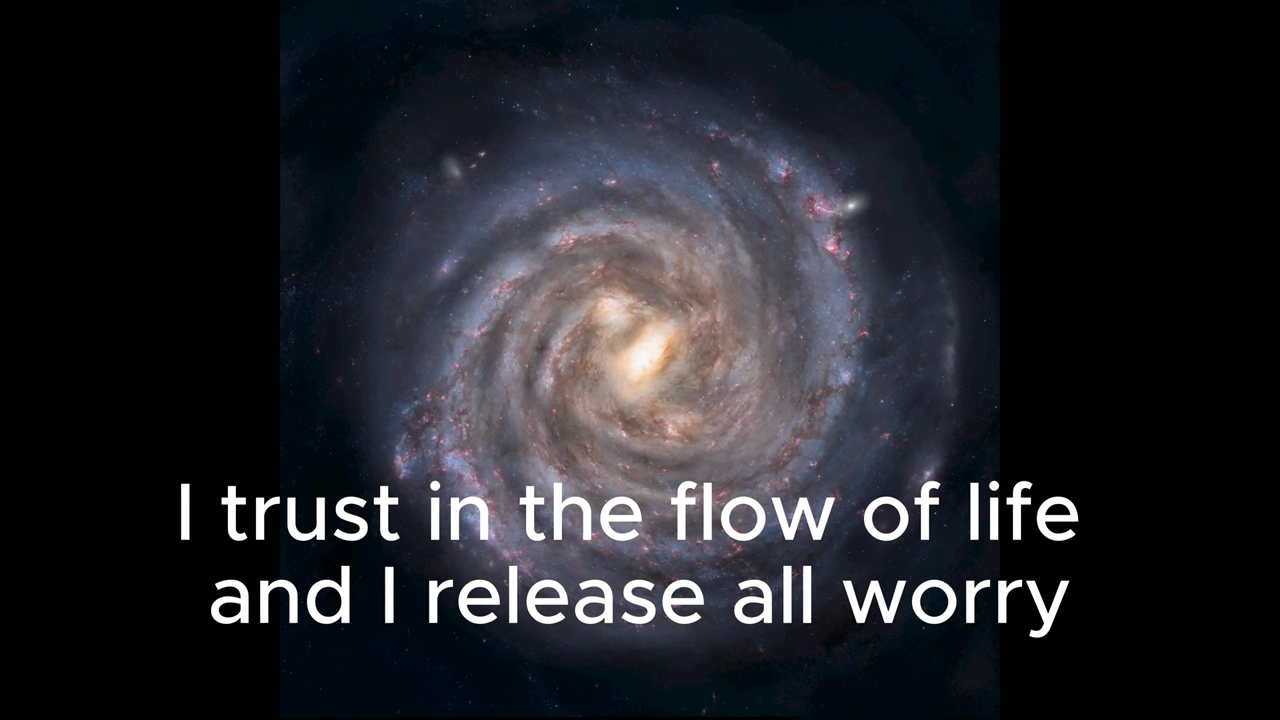 I trust in the flow of life
and I release all worry